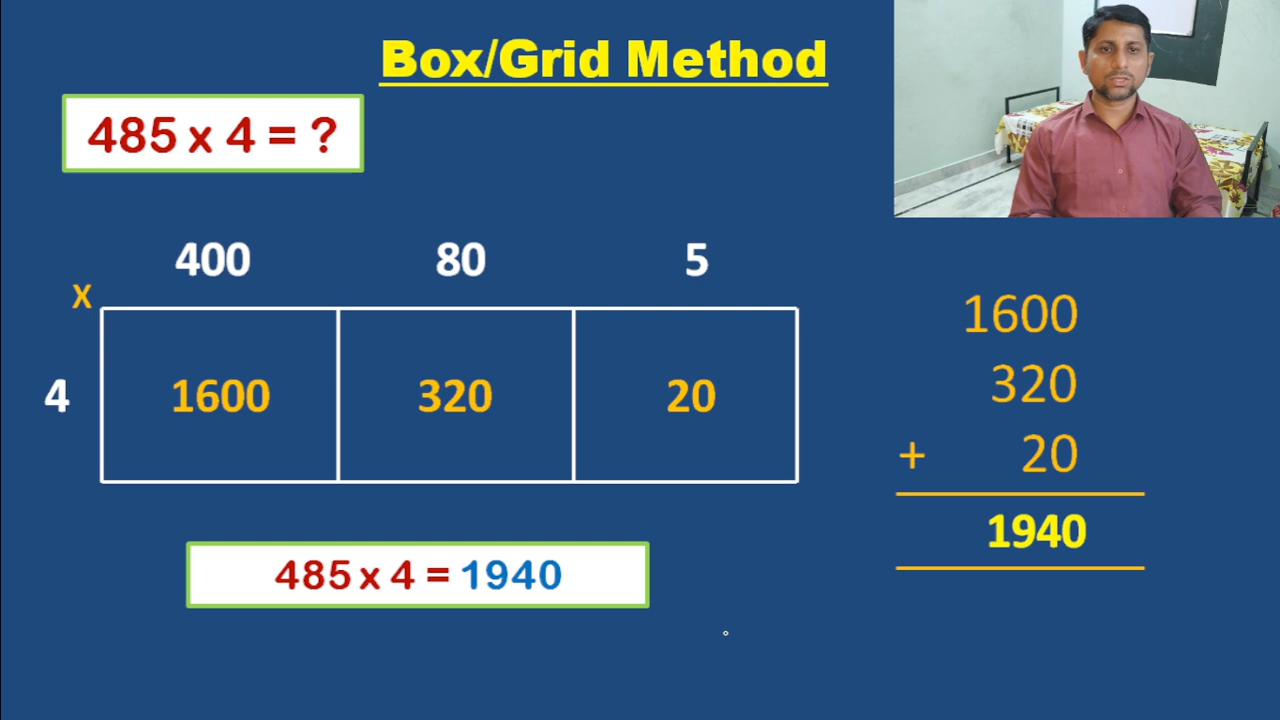 Box/Grid Method
485 x 4 = ?
400 80 5
x
4 1600 320 20
1600
320
+ 20
1940
485 x 4 = 1940